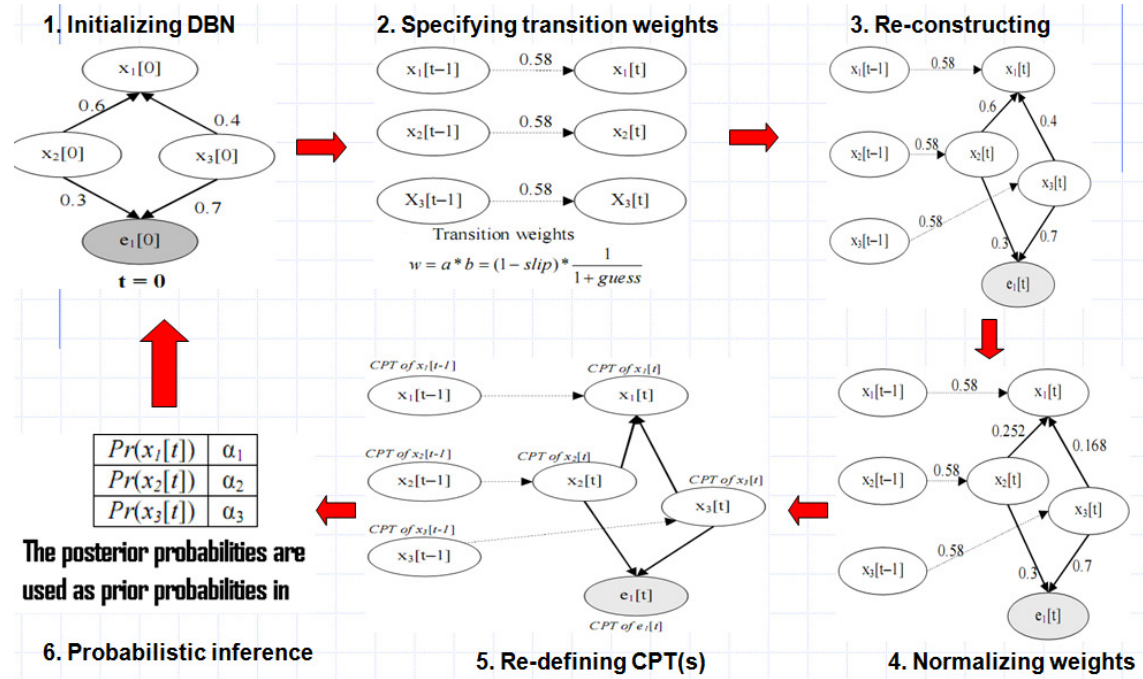 1. Initializing DBN
x₁[0]
0.6
0.4
x₂[0]
x₃[0]
0.3
0.7
e₁[0]
t = 0
2. Specifying transition weights
x₁[t−1]
0.58
x₁[t]
x₂[t−1]
0.58
x₂[t]
X₃[t−1]
0.58
X₃[t]
Transition weights
w = a * b = (1 − slip) * 1 / 1 + guess
3. Re-constructing
x₁[t−1]
0.58
x₁[t]
0.6
0.4
x₂[t−1]
0.58
x₂[t]
x₃[t]
0.58
x₃[t−1]
0.3
0.7
e₁[t]
x₁[t−1]
0.58
x₁[t]
0.252
0.168
x₂[t−1]
0.58
x₂[t]
x₃[t]
x₃[t−1]
0.58
0.3
0.7
e₁[t]
4. Normalizing weights
CPT of x₁[t-1]
CPT of x₁[t]
x₁[t−1]
x₁[t]
CPT of x₂[t-1]
CPT of x₂[t]
x₂[t−1]
x₂[t]
CPT of x₃[t]
x₃[t]
CPT of x₃[t-1]
x₃[t−1]
e₁[t]
CPT of e₁[t]
5. Re-defining CPT(s)
Pr(x₁[t]) α₁
Pr(x₂[t]) α₂
Pr(x₃[t]) α₃
The posterior probabilities are
used as prior probabilities in
6. Probabilistic inference